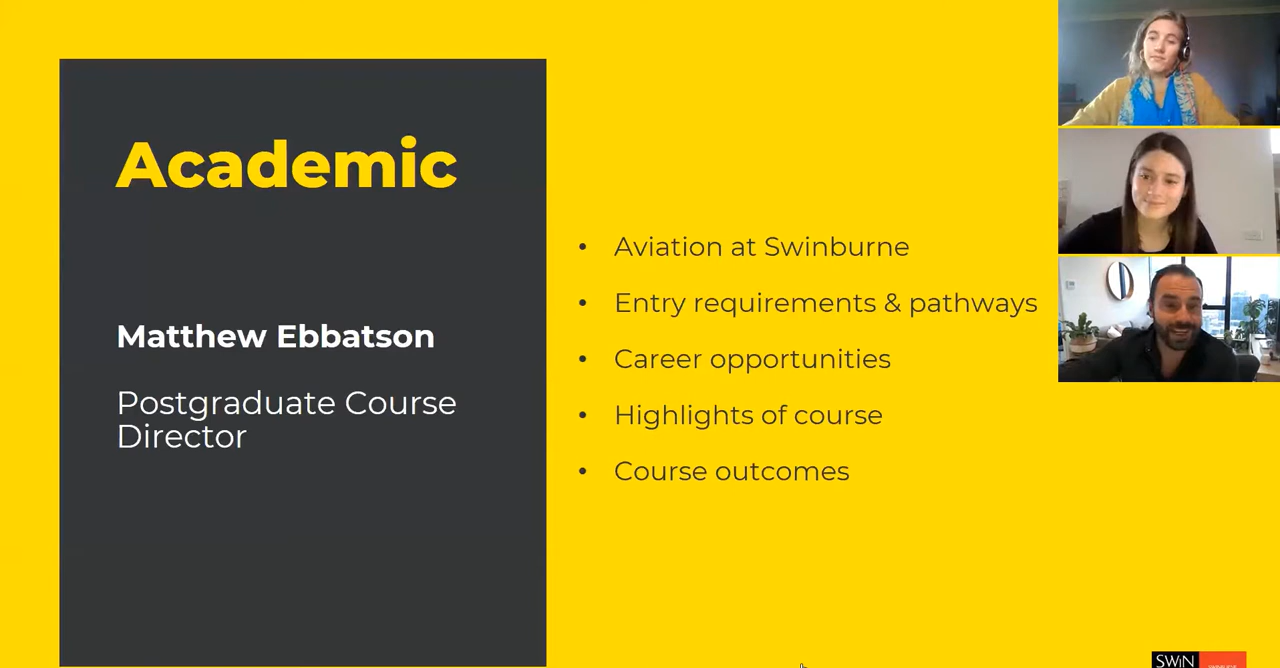 Academic
Matthew Ebbatson
Postgraduate Course
Director
• Aviation at Swinburne
• Entry requirements & pathways
• Career opportunities
• Highlights of course
• Course outcomes
SWiN